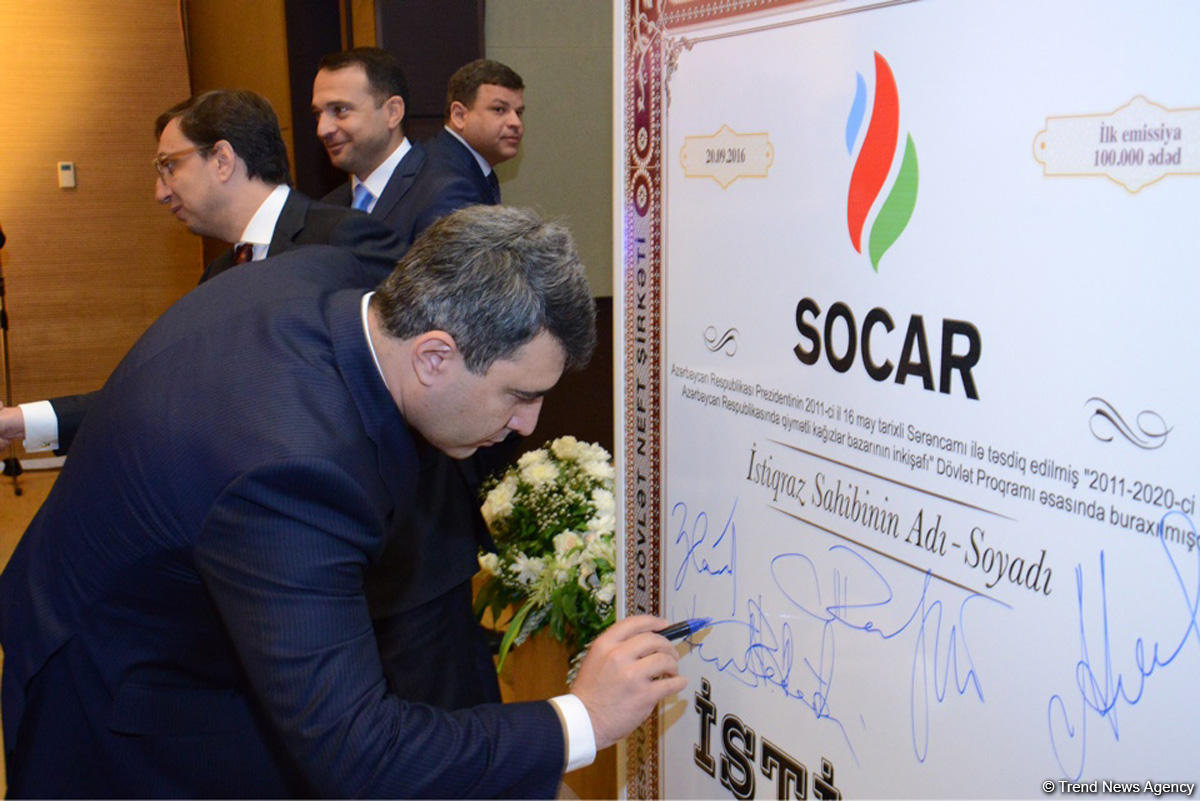 20.09.2016
İlk emissiya
100.000 ədəd
SOCAR
Azərbaycan Respublikası Prezidentinin 2011-ci il 16 may tarixli Sərəncamı ilə təsdiq edilmiş "2011-2020-ci
Azərbaycan Respublikasında qiymətli kağızlar bazarının inkişafı" Dövlət Proqramı əsasında buraxılmış
İstiqraz Sahibinin Adı-Soyadı
DÖVLƏT NEFT ŞİRKƏTİ
İSTİ
© Trend News Agency